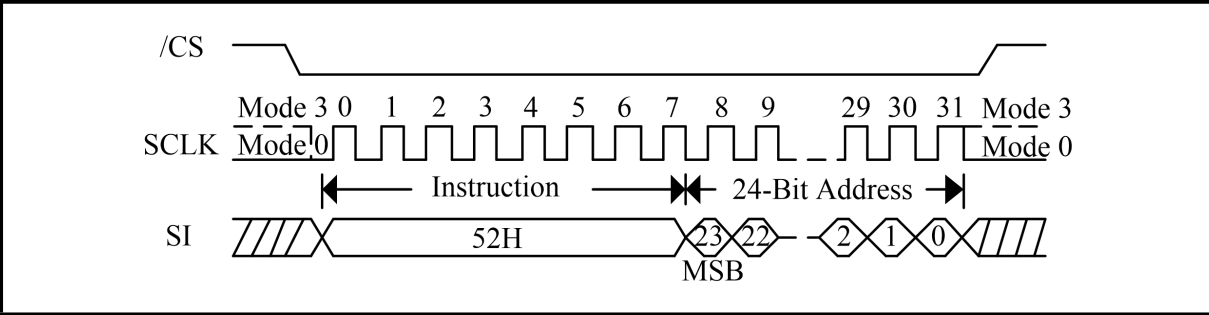 /CS
Mode 3 0 1 2 3 4 5 6 7 8 9 29 30 31 Mode 3
SCLK Mode 0 Mode 0
Instruction 24-Bit Address
SI 52H 23 22 2 1 0
MSB